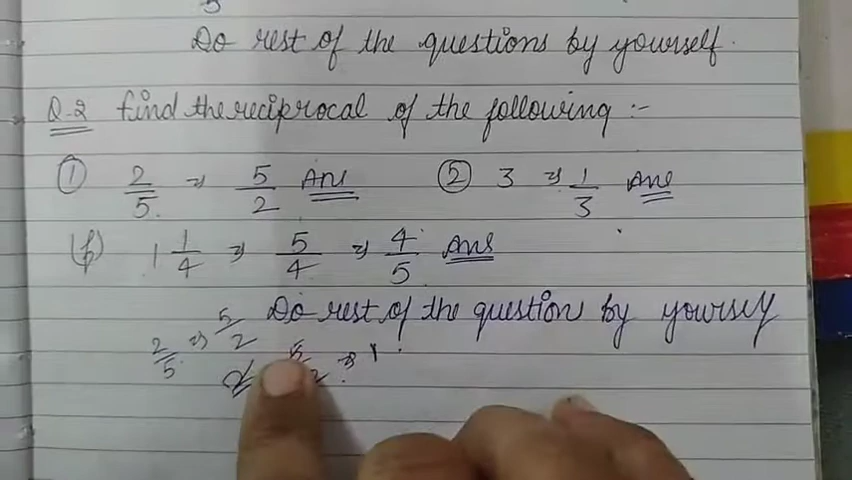 Do rest of the questions by yourself.
Q.2 find the reciprocal of the following :-
① 2/5 ⇒ 5/2 Ans ② 3 ⇒ 1/3 Ans
(f) 1 1/4 ⇒ 5/4 ⇒ 4/5 Ans
Do rest of the question by yourself
2/5 ⇒ 5/2
⇒ 1